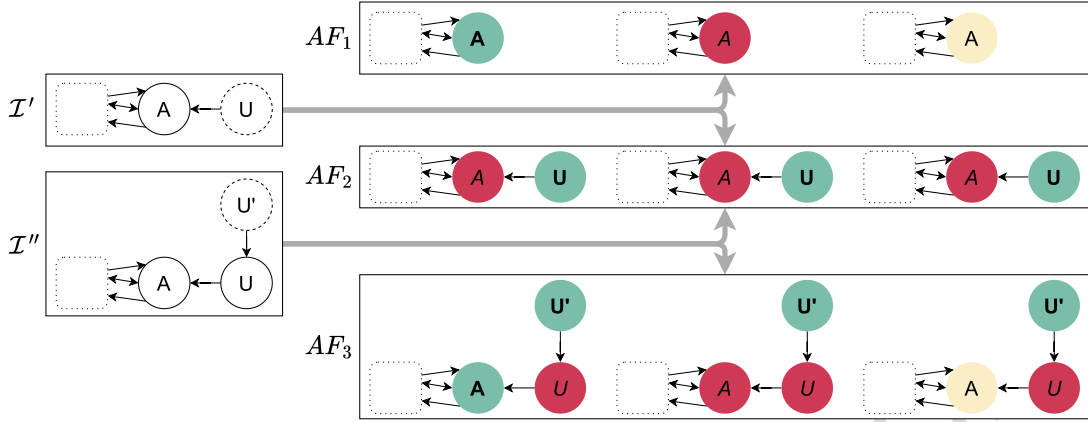 AF₁ A A A
I′ A U
AF₂ A U A U A U
U'
I″ A U
U' U' U'
AF₃ A U A U A U